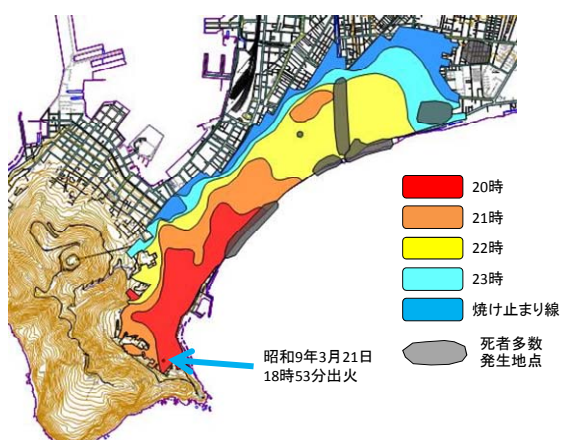 20時
21時
22時
23時
焼け止まり線
死者多数
発生地点
昭和9年3月21日
18時53分出火